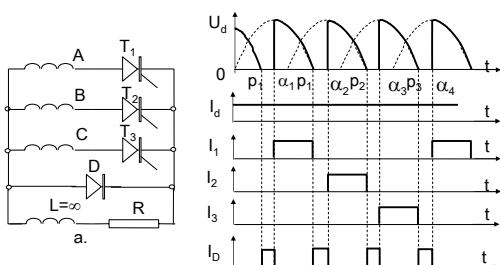 A
T1
B
T2
C
T3
D
L=∞
R
a.
Ud
0
p1 α1 p1 α2 p2 α3 p3 α4
t
Id
t
I1
t
I2
t
I3
t
ID
t